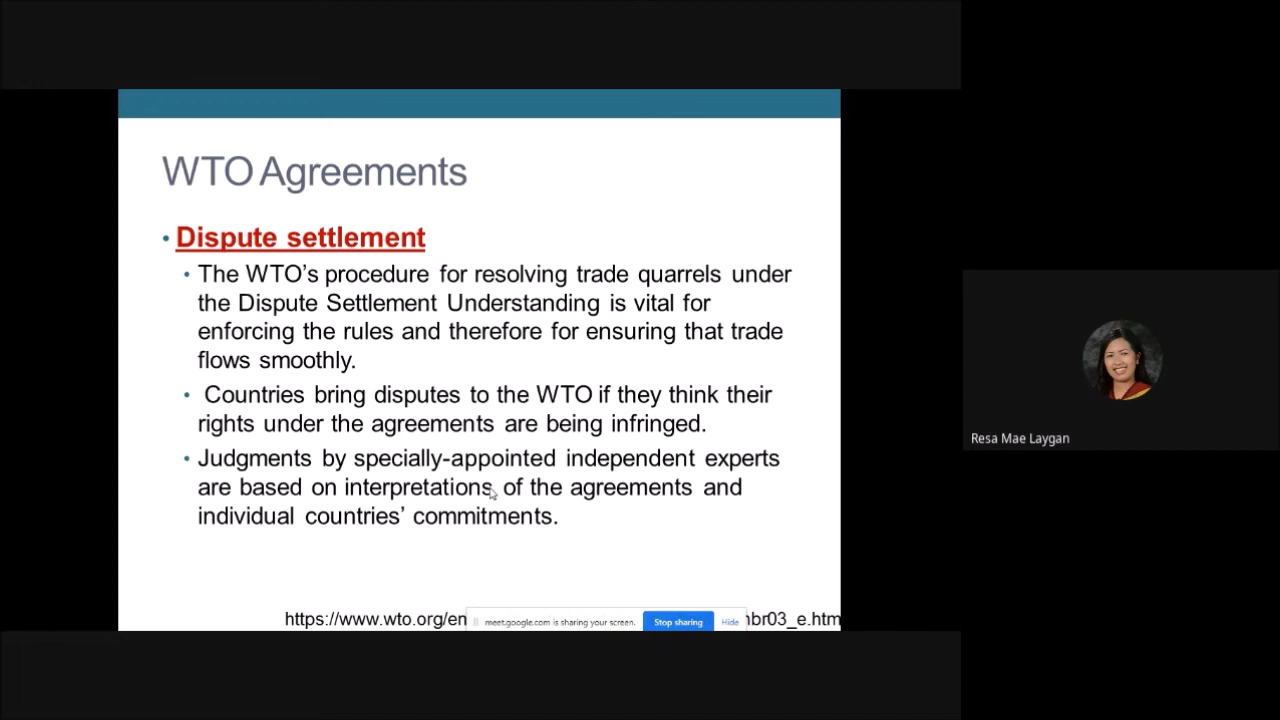 WTO Agreements
• Dispute settlement
• The WTO's procedure for resolving trade quarrels under
the Dispute Settlement Understanding is vital for
enforcing the rules and therefore for ensuring that trade
flows smoothly.
• Countries bring disputes to the WTO if they think their
rights under the agreements are being infringed.
• Judgments by specially-appointed independent experts
are based on interpretations of the agreements and
individual countries' commitments.
https://www.wto.org/en
meet.google.com is sharing your screen. Stop sharing Hide
br03_e.htm
Resa Mae Laygan